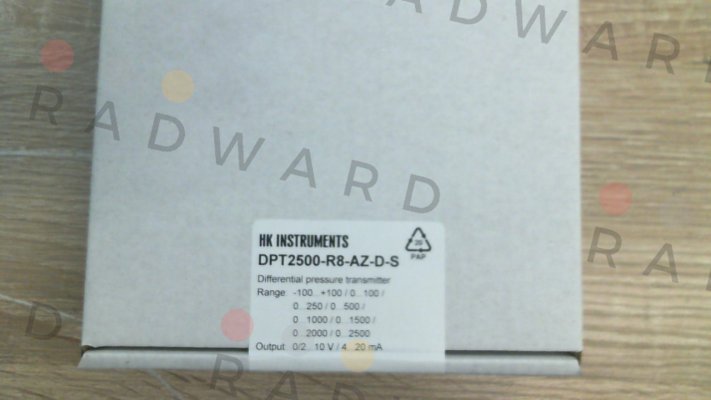 RADWARD
RADWARD
RADWARD
HK INSTRUMENTS
DPT2500-R8-AZ-D-S
20
PAP
Differential pressure transmitter
Range: -100...+100 / 0...100 /
0...250 / 0...500 /
0...1000 / 0...1500 /
0...2000 / 0...2500
Output: 0/2...10 V / 4...20 mA